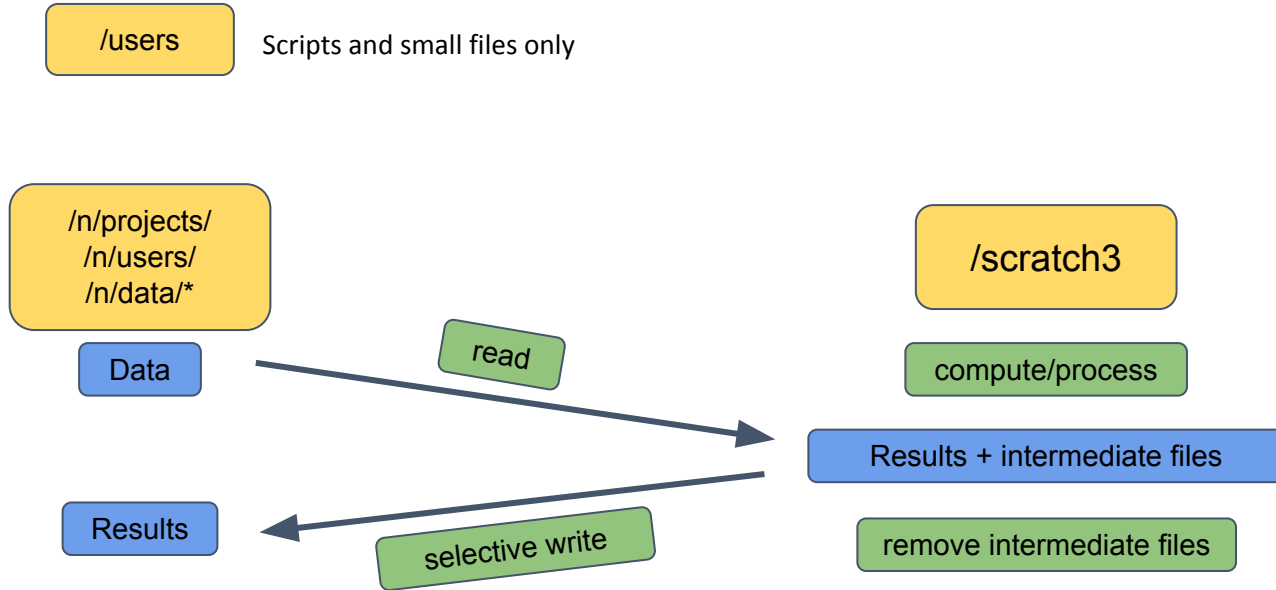 /users
Scripts and small files only
/n/projects/
/n/users/
/n/data/*
/scratch3
Data
read
compute/process
Results + intermediate files
Results
selective write
remove intermediate files